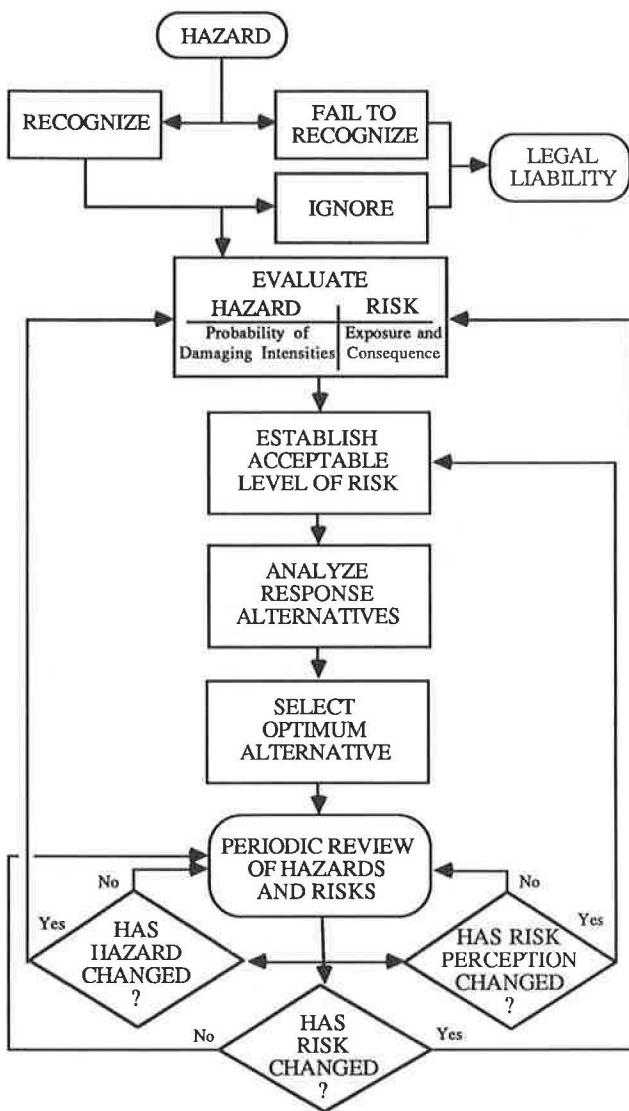 HAZARD
RECOGNIZE
FAIL TO
RECOGNIZE
LEGAL
LIABILITY
IGNORE
EVALUATE
HAZARD
RISK
Probability of
Damaging Intensities
Exposure and
Consequence
ESTABLISH
ACCEPTABLE
LEVEL OF RISK
ANALYZE
RESPONSE
ALTERNATIVES
SELECT
OPTIMUM
ALTERNATIVE
PERIODIC REVIEW
OF HAZARDS
AND RISKS
No
No
Yes
Yes
HAS
HAZARD
CHANGED
?
HAS RISK
PERCEPTION
CHANGED
?
No
Yes
HAS
RISK
CHANGED
?